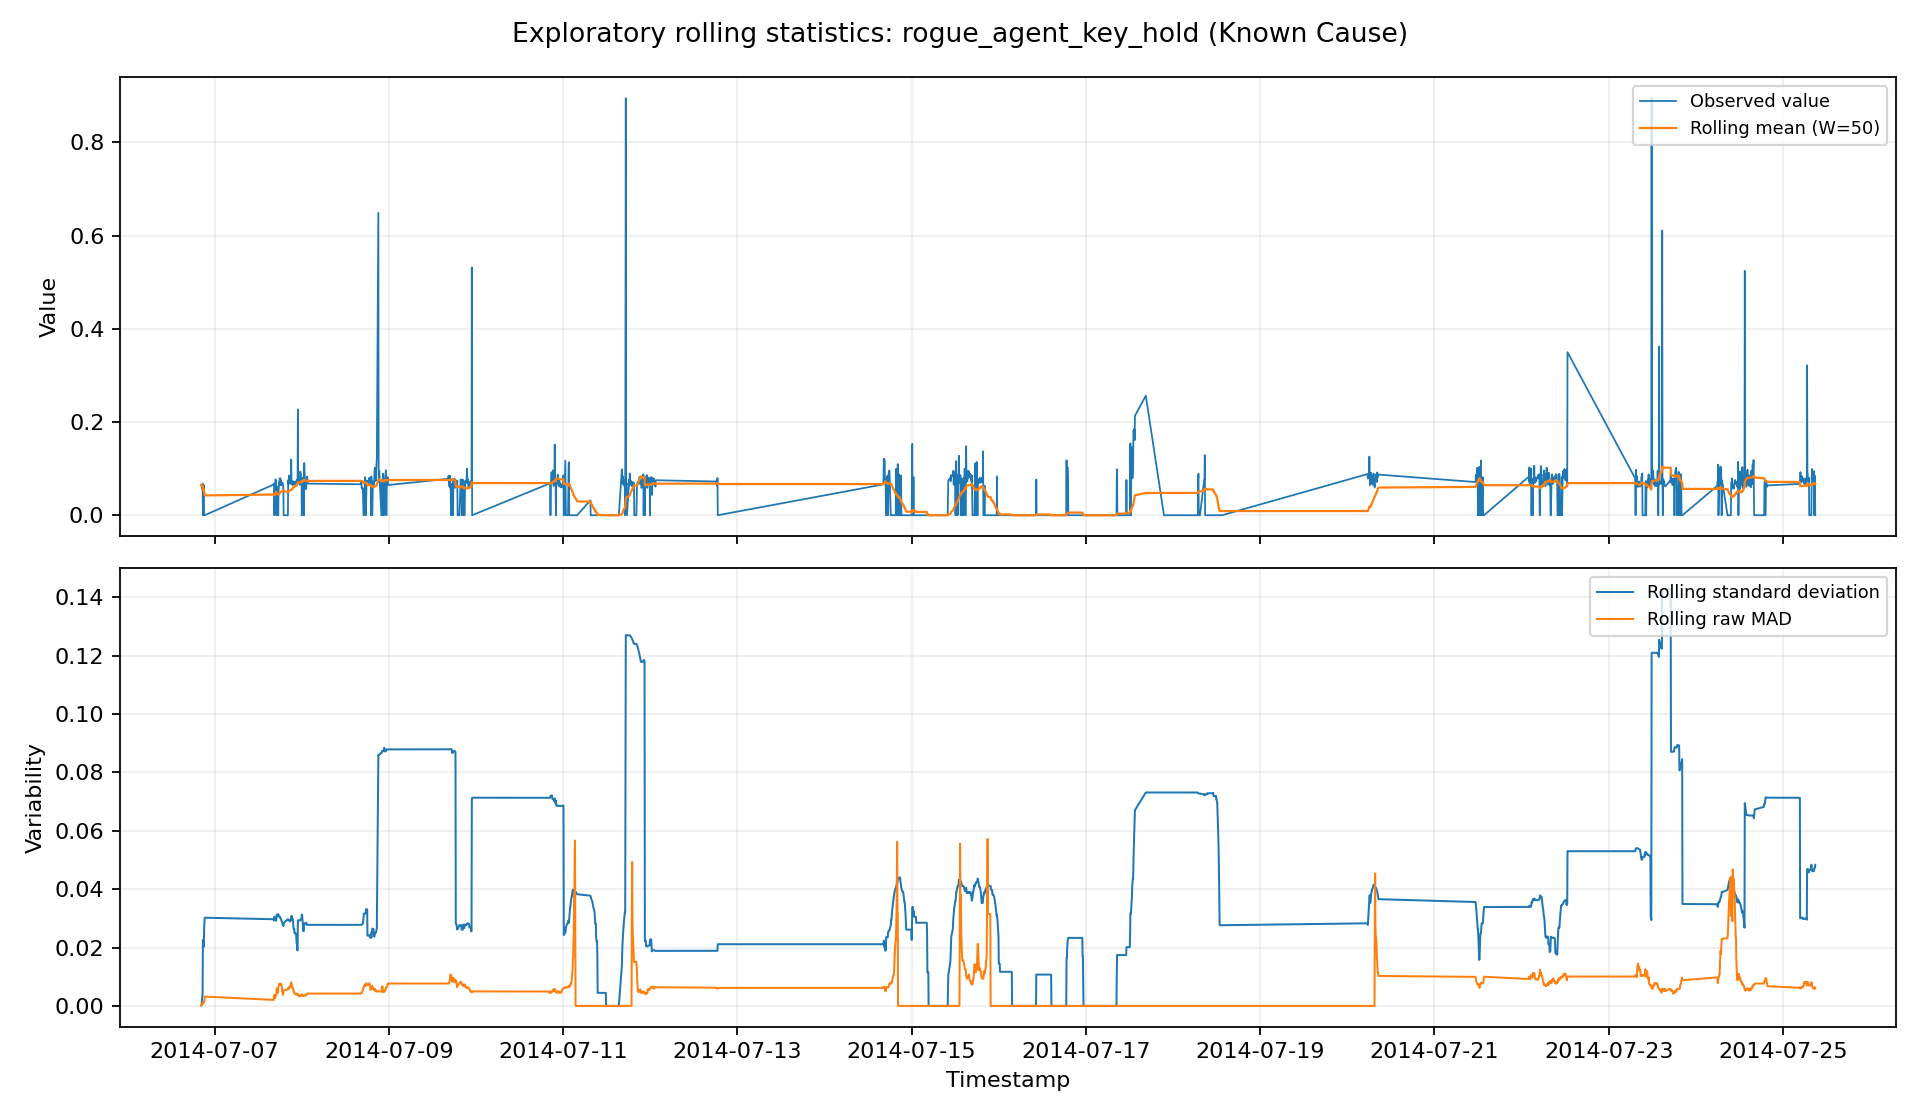 Exploratory rolling statistics: rogue_agent_key_hold (Known Cause)
Observed value
Rolling mean (W=50)
Value
0.8
0.6
0.4
0.2
0.0
Rolling standard deviation
Rolling raw MAD
Variability
0.14
0.12
0.10
0.08
0.06
0.04
0.02
0.00
2014-07-07 2014-07-09 2014-07-11 2014-07-13 2014-07-15 2014-07-17 2014-07-19 2014-07-21 2014-07-23 2014-07-25
Timestamp